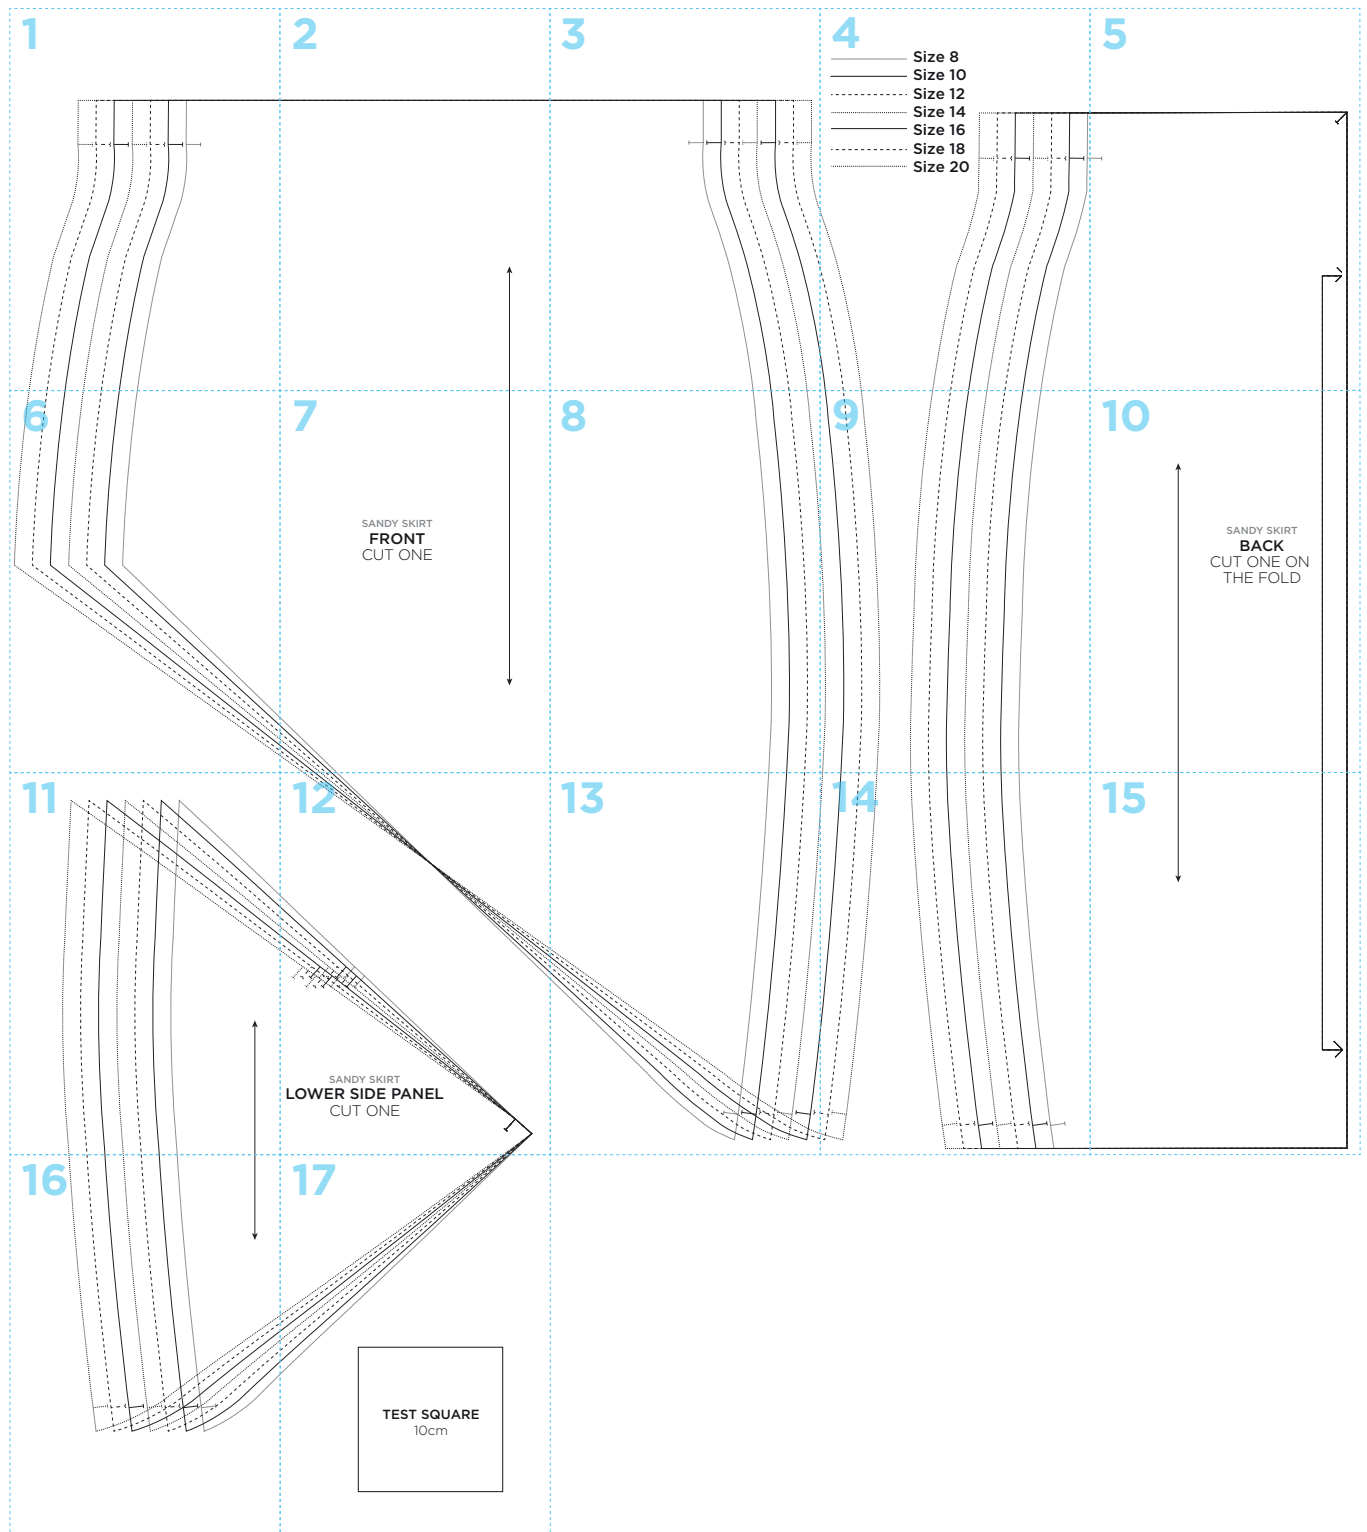 1
2
3
4
5
Size 8
Size 10
Size 12
Size 14
Size 16
Size 18
Size 20
6
7
8
9
10
SANDY SKIRT
FRONT
CUT ONE
SANDY SKIRT
BACK
CUT ONE ON
THE FOLD
11
12
13
14
15
SANDY SKIRT
LOWER SIDE PANEL
CUT ONE
16
17
TEST SQUARE
10cm